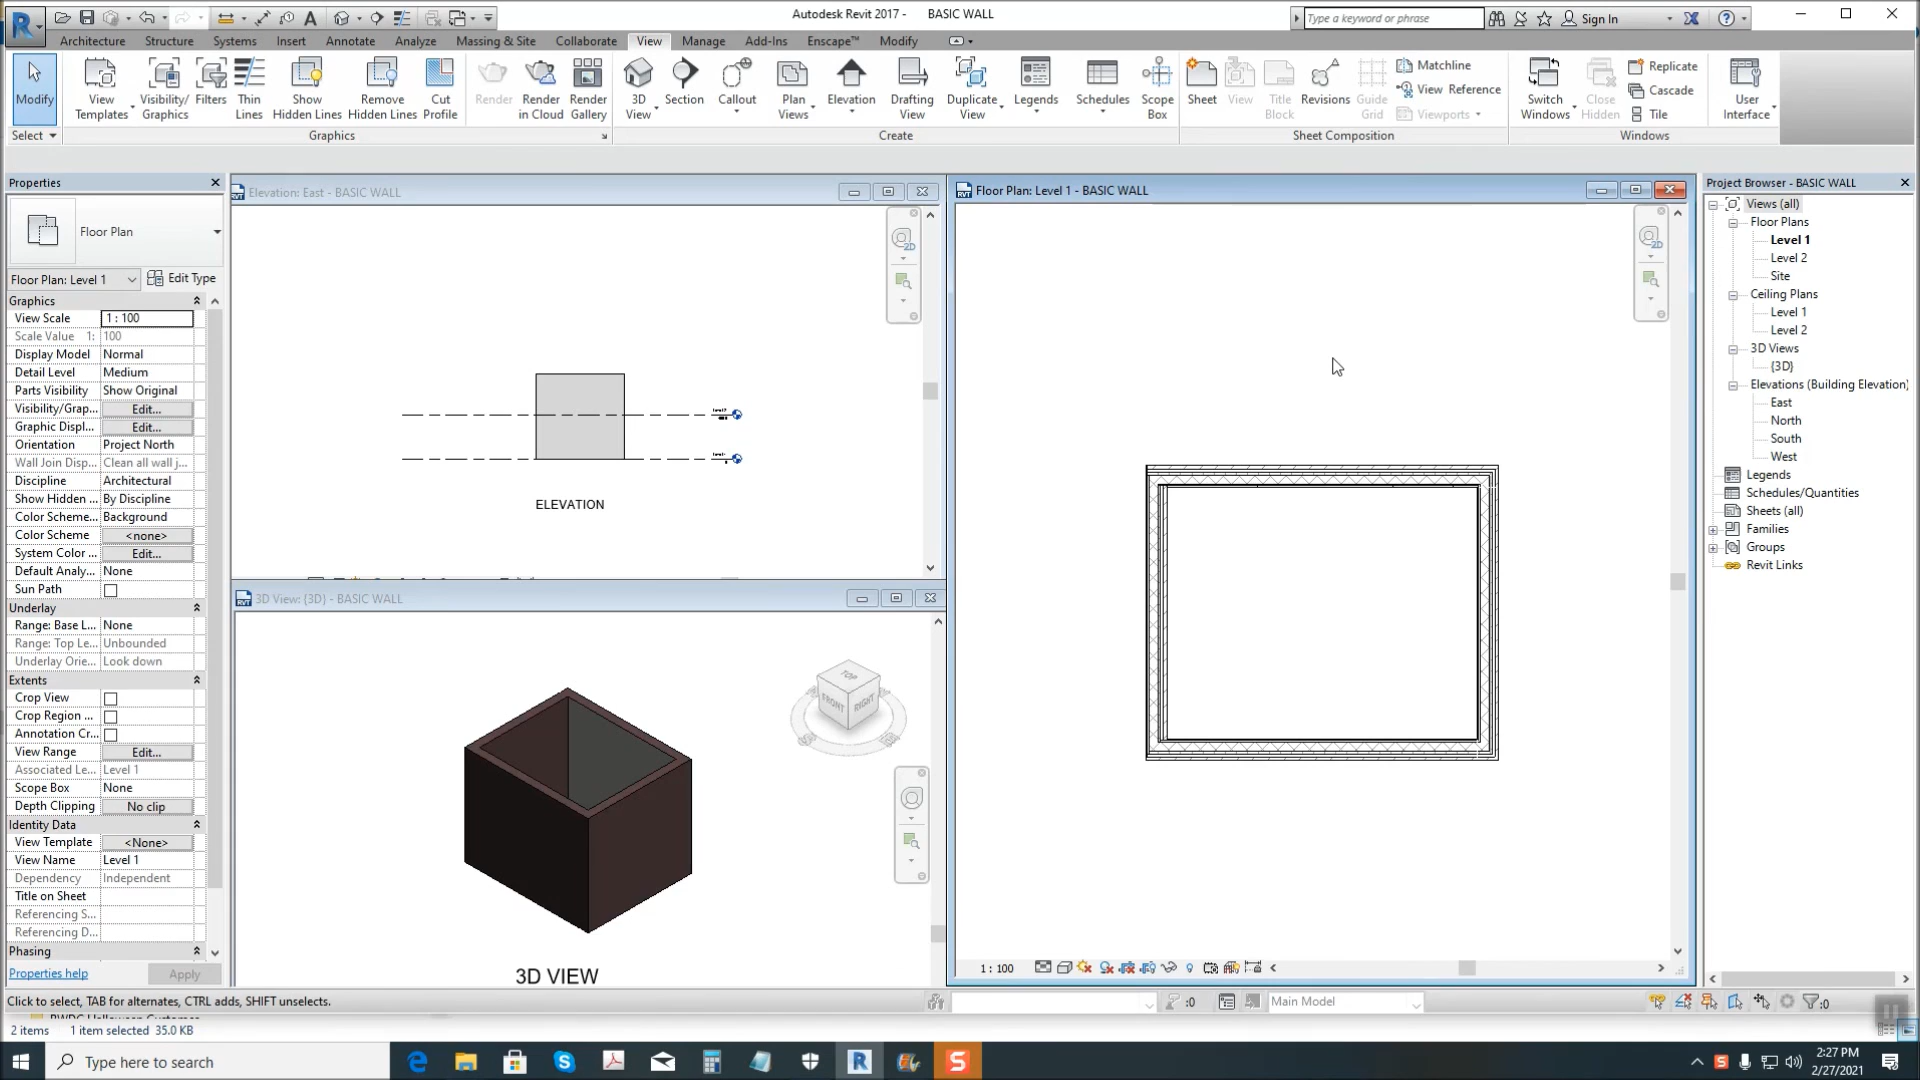 Autodesk Revit 2017 - BASIC WALL
Type a keyword or phrase
Sign In
Architecture Structure Systems Insert Annotate Analyze Massing & Site Collaborate View Manage Add-Ins Enscape™ Modify
Modify
View Templates
Visibility/ Graphics
Filters
Thin Lines
Show Hidden Lines
Remove Hidden Lines
Cut Profile
Render
Render in Cloud
Render Gallery
3D View
Section
Callout
Plan Views
Elevation
Drafting View
Duplicate View
Legends
Schedules
Scope Box
Sheet
View
Title Block
Revisions
Guide Grid
Matchline
View Reference
Viewports
Switch Windows
Close Hidden
Replicate
Cascade
Tile
User Interface
Select
Graphics
Create
Sheet Composition
Windows
Properties
Floor Plan
Floor Plan: Level 1
Edit Type
Graphics
View Scale 1 : 100
Scale Value 1: 100
Display Model Normal
Detail Level Medium
Parts Visibility Show Original
Visibility/Grap... Edit...
Graphic Displ... Edit...
Orientation Project North
Wall Join Disp... Clean all wall j...
Discipline Architectural
Show Hidden ... By Discipline
Color Scheme... Background
Color Scheme <none>
System Color ... Edit...
Default Analy... None
Sun Path
Underlay
Range: Base L... None
Range: Top Le... Unbounded
Underlay Orie... Look down
Extents
Crop View
Crop Region ...
Annotation Cr...
View Range Edit...
Associated Le... Level 1
Scope Box None
Depth Clipping No clip
Identity Data
View Template <None>
View Name Level 1
Dependency Independent
Title on Sheet
Referencing S...
Referencing D...
Phasing
Properties help
Apply
Elevation: East - BASIC WALL
2D
ELEVATION
3D View: {3D} - BASIC WALL
TOP
FRONT
RIGHT
3D VIEW
Floor Plan: Level 1 - BASIC WALL
2D
1 : 100
Project Browser - BASIC WALL
Views (all)
Floor Plans
Level 1
Level 2
Site
Ceiling Plans
Level 1
Level 2
3D Views
{3D}
Elevations (Building Elevation)
East
North
South
West
Legends
Schedules/Quantities
Sheets (all)
Families
Groups
Revit Links
Click to select, TAB for alternates, CTRL adds, SHIFT unselects.
:0
Main Model
:0
2 items 1 item selected 35.0 KB
Type here to search
2:27 PM
2/27/2021